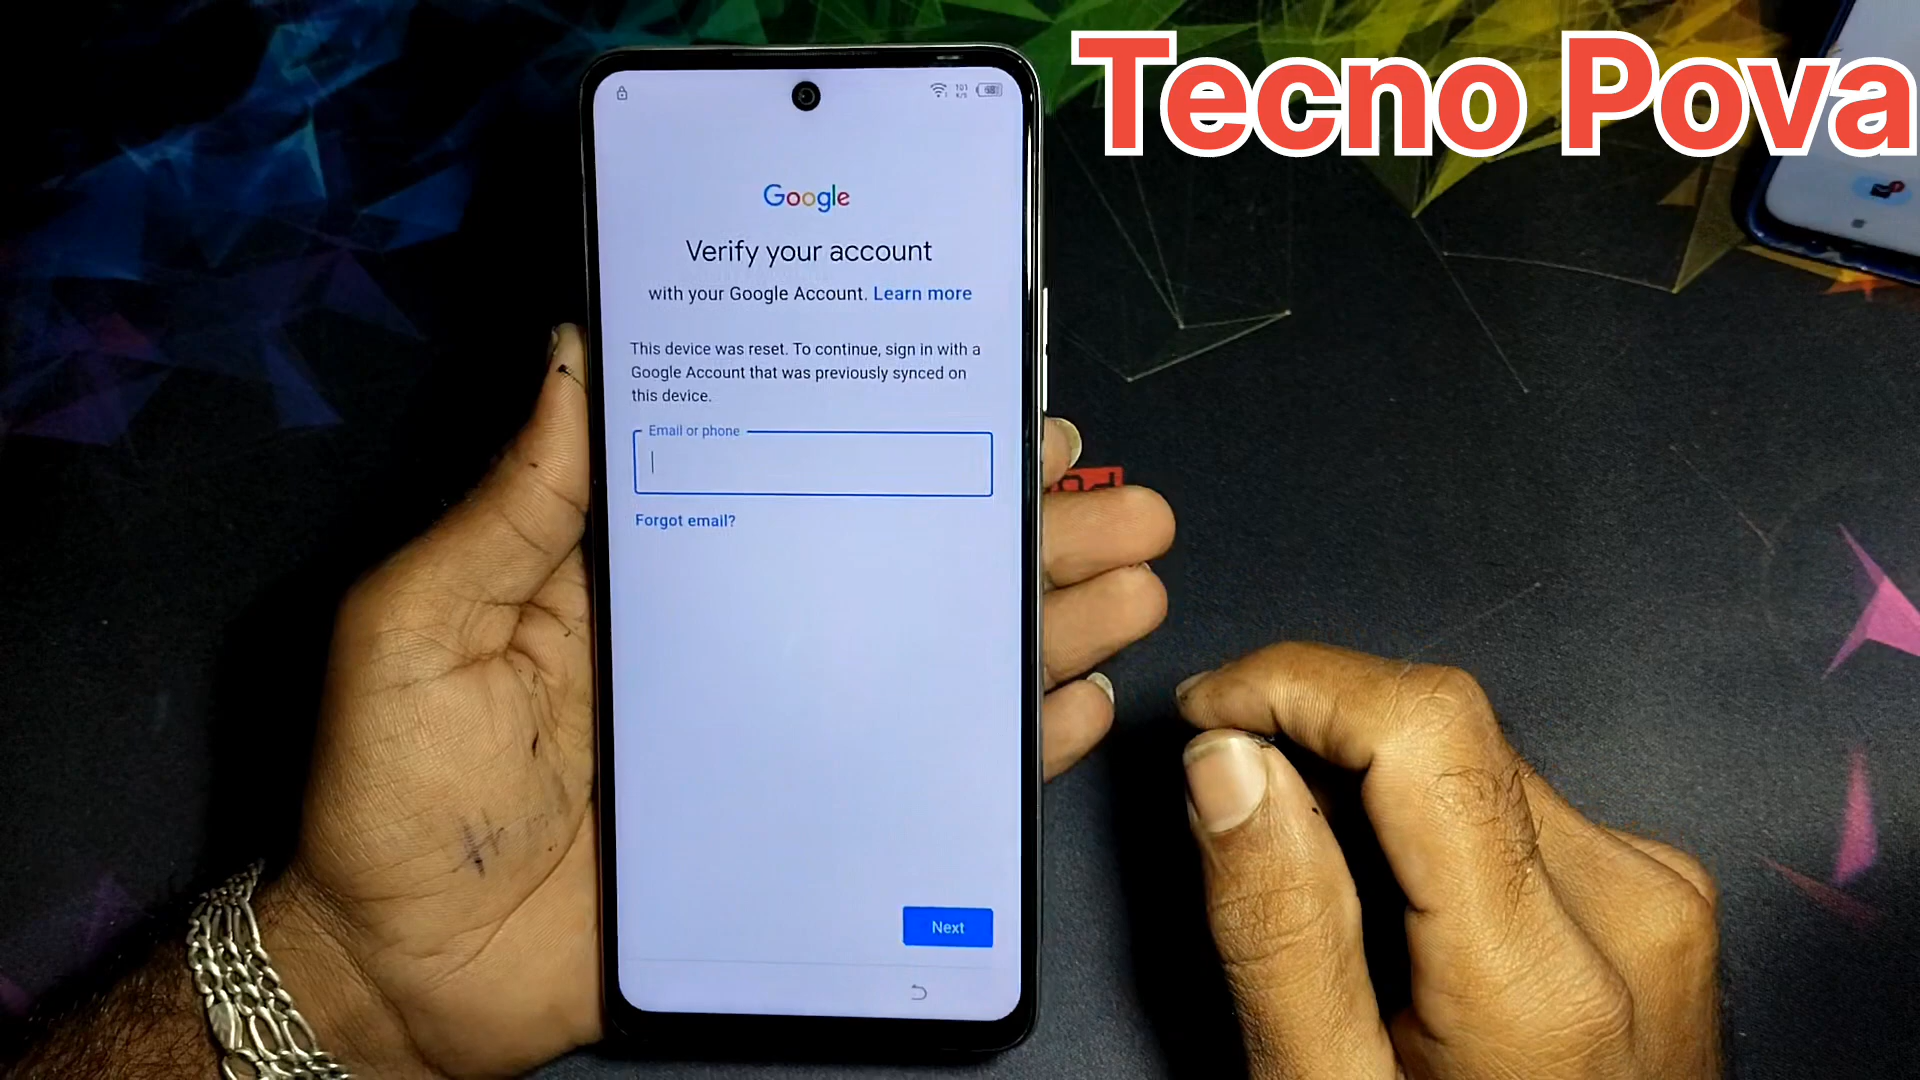 Tecno Pova
Google
Verify your account
with your Google Account. Learn more
This device was reset. To continue, sign in with a
Google Account that was previously synced on
this device.
Email or phone
Forgot email?
Next